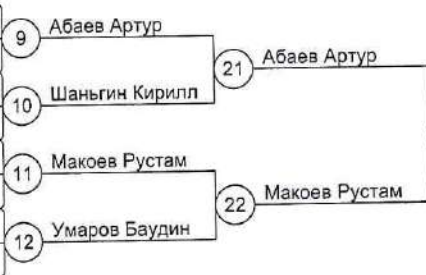 9 Абаев Артур
21 Абаев Артур
10 Шаньгин Кирилл
11 Макоев Рустам
22 Макоев Рустам
12 Умаров Баудин